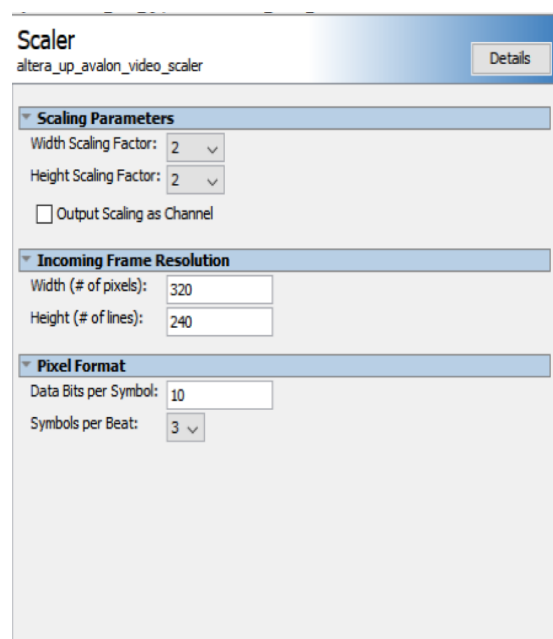 Scaler
altera_up_avalon_video_scaler
Details
Scaling Parameters
Width Scaling Factor: 2
Height Scaling Factor: 2
Output Scaling as Channel
Incoming Frame Resolution
Width (# of pixels): 320
Height (# of lines): 240
Pixel Format
Data Bits per Symbol: 10
Symbols per Beat: 3